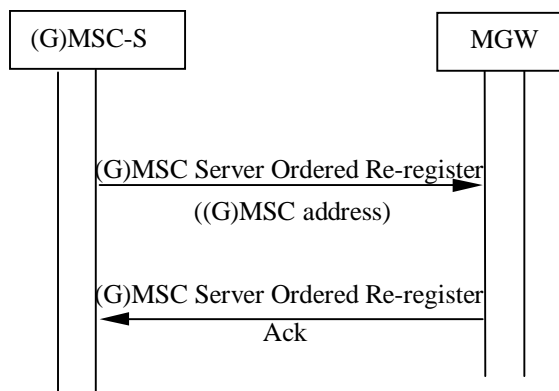 (G)MSC-S
MGW
(G)MSC Server Ordered Re-register
((G)MSC address)
(G)MSC Server Ordered Re-register
Ack